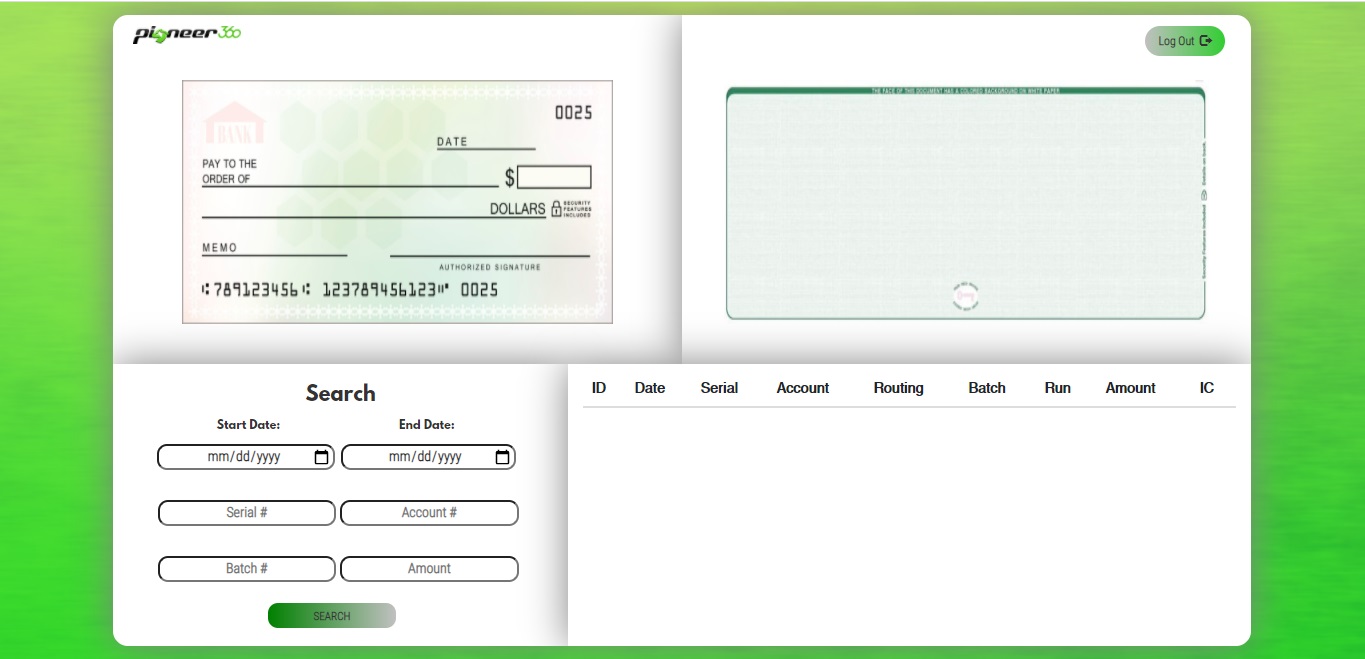 pioneer360
Log Out
BANK
0025
DATE
PAY TO THE
ORDER OF
$
DOLLARS
SECURITY
FEATURES
INCLUDED
MEMO
AUTHORIZED SIGNATURE
⑆789123456⑆ 123789456123⑈ 0025
THE FACE OF THIS DOCUMENT HAS A COLORED BACKGROUND ON WHITE PAPER
Security Features Included
Details on back.
Search
Start Date:
End Date:
mm/dd/yyyy
mm/dd/yyyy
Serial #
Account #
Batch #
Amount
SEARCH
ID Date Serial Account Routing Batch Run Amount IC